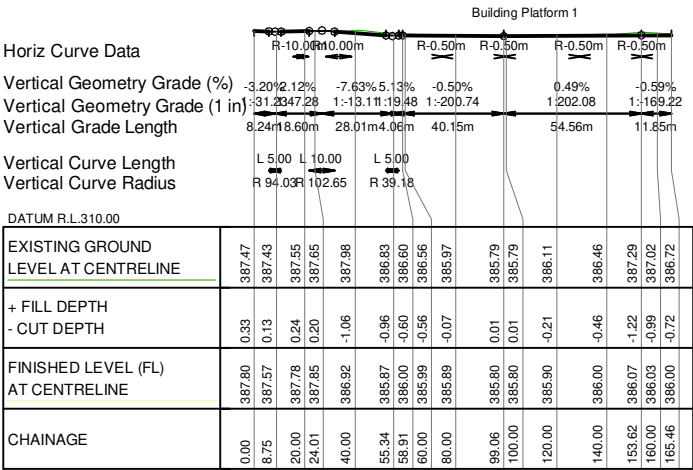 Building Platform 1
Horiz Curve Data R-10.00m R-10.00m R-0.50m R-0.50m R-0.50m R-0.50m
Vertical Geometry Grade (%) -3.20% 2.12% -7.63% 5.13% -0.50% 0.49% -0.59%
Vertical Geometry Grade (1 in) 1:47.28 1:-13.11 1:19.48 1:-200.74 1:202.08 1:-169.22
Vertical Grade Length 8.24m 18.60m 28.01m 4.06m 40.15m 54.56m 11.85m
Vertical Curve Length L 5.00 L 10.00 L 5.00
Vertical Curve Radius R 94.03 R 102.65 R 39.18
DATUM R.L.310.00
EXISTING GROUND
LEVEL AT CENTRELINE 387.47 387.43 387.55 387.65 387.98 386.83 386.60 386.56 385.97 385.79 385.79 386.11 386.46 387.29 387.02 386.72
+ FILL DEPTH
- CUT DEPTH 0.33 0.13 0.24 0.20 -1.06 -0.96 -0.60 -0.56 -0.07 0.01 0.01 -0.21 -0.46 -1.22 -0.99 -0.72
FINISHED LEVEL (FL)
AT CENTRELINE 387.80 387.57 387.78 387.85 386.92 385.87 386.00 385.99 385.89 385.80 385.80 385.90 386.00 386.07 386.03 386.00
CHAINAGE 0.00 8.75 20.00 24.01 40.00 55.34 58.91 60.00 80.00 99.06 100.00 120.00 140.00 153.62 160.00 165.46